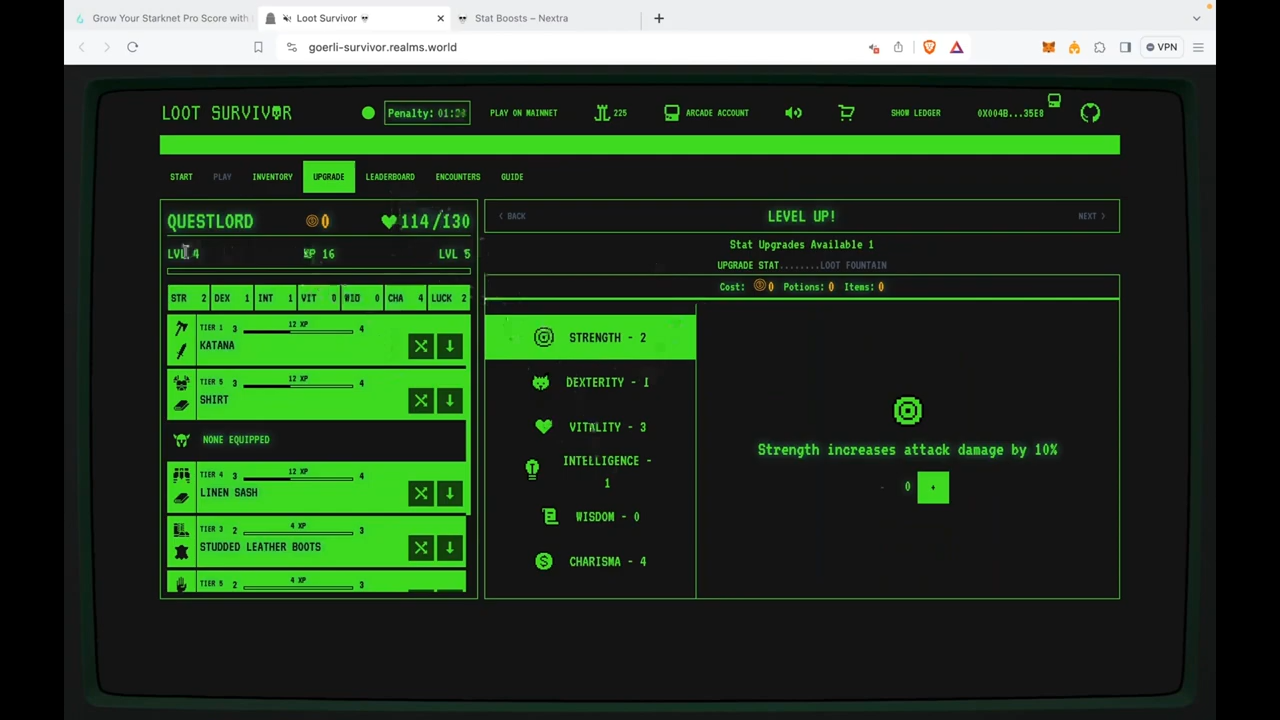 Grow Your Starknet Pro Score with
Loot Survivor
Stat Boosts – Nextra
goerli-survivor.realms.world
VPN
LOOT SURVIVOR
Penalty:
PLAY ON MAINNET
225
ARCADE ACCOUNT
SHOW LEDGER
0X004B...35E8
START
PLAY
INVENTORY
UPGRADE
LEADERBOARD
ENCOUNTERS
GUIDE
QUESTLORD
0
114/130
LVL 4
XP 16
LVL 5
STR 2
DEX 1
INT 1
VIT 0
WIS 0
CHA 4
LUCK 2
TIER 1 3 12 XP 4
KATANA
TIER 5 3 12 XP 4
SHIRT
NONE EQUIPPED
TIER 4 3 12 XP 4
LINEN SASH
TIER 3 2 4 XP 3
STUDDED LEATHER BOOTS
TIER 5 2 4 XP 3
< BACK
LEVEL UP!
NEXT >
Stat Upgrades Available 1
UPGRADE STAT........LOOT FOUNTAIN
Cost: 0 Potions: 0 Items: 0
STRENGTH - 2
DEXTERITY - 1
VITALITY - 3
INTELLIGENCE -
1
WISDOM - 0
CHARISMA - 4
Strength increases attack damage by 10%
- 0 +